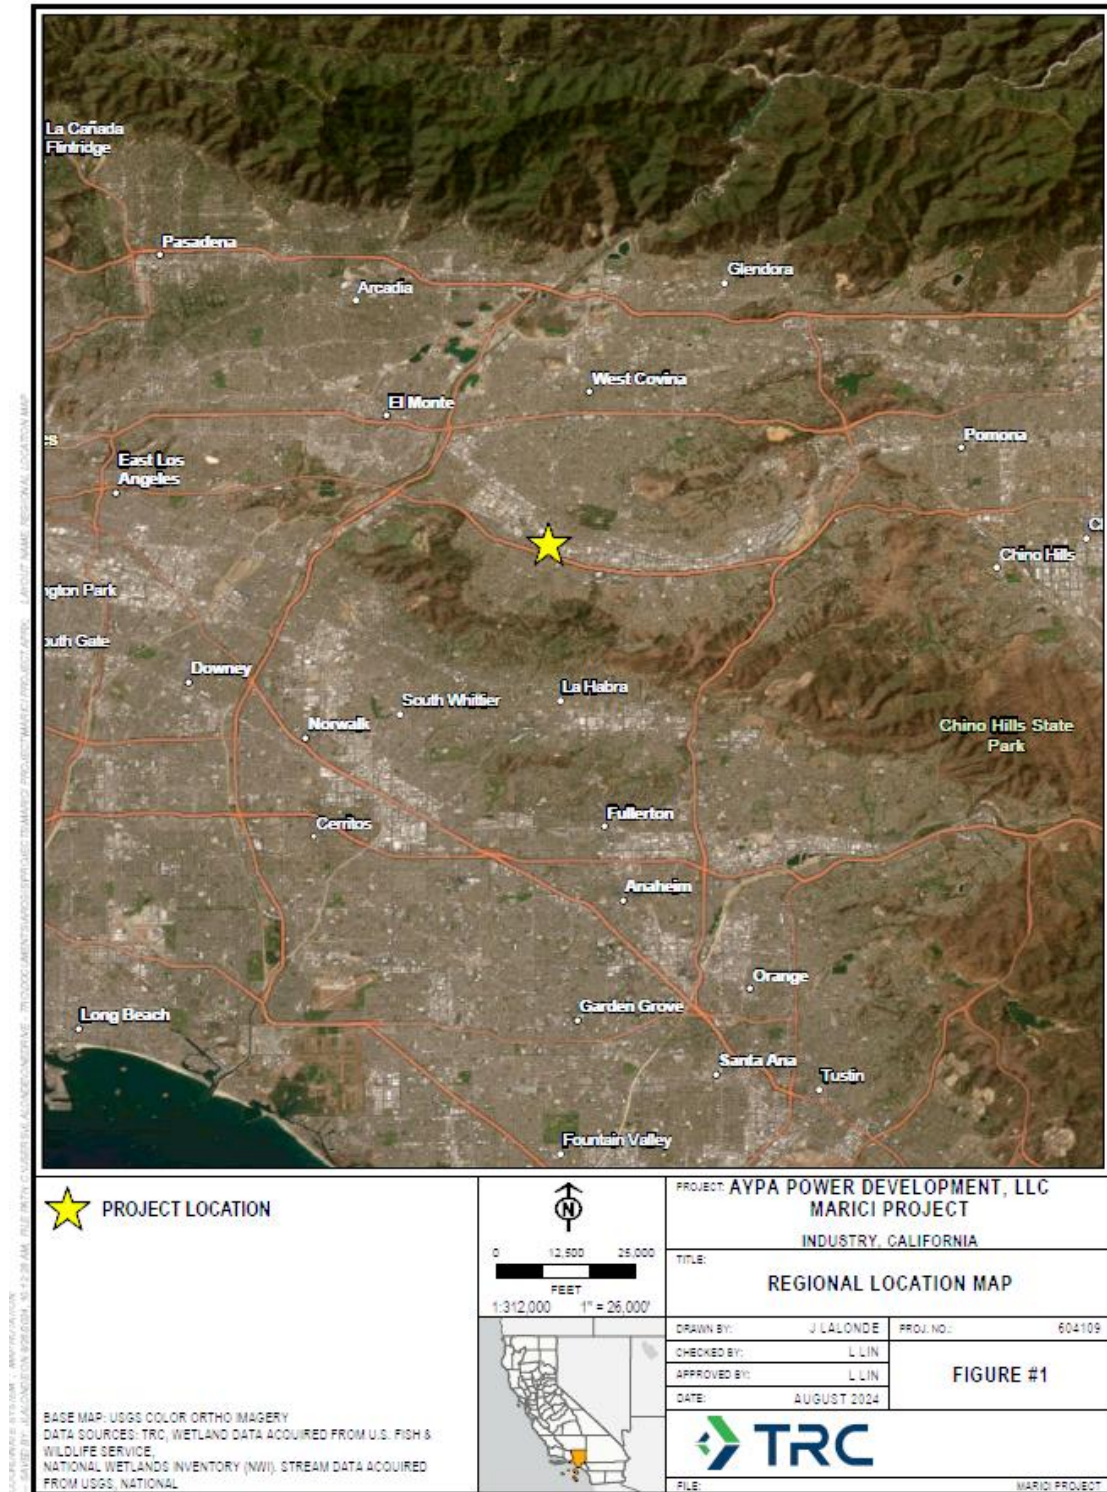 La Cañada
Flintridge
Pasadena
Arcadia
Glendora
West Covina
El Monte
Pomona
es
East Los
Angeles
C
Chino Hills
ngton Park
outh Gate
Downey
La Habra
South Whittier
Norwalk
Chino Hills State
Park
Fullerton
Cerritos
Anaheim
Orange
Garden Grove
Long Beach
Santa Ana
Tustin
Fountain Valley
PROJECT LOCATION
BASE MAP: USGS COLOR ORTHO IMAGERY
DATA SOURCES: TRC, WETLAND DATA ACQUIRED FROM U.S. FISH &
WILDLIFE SERVICE,
NATIONAL WETLANDS INVENTORY (NWI). STREAM DATA ACQUIRED
FROM USGS, NATIONAL
N
0 12,500 25,000
FEET
1:312,000 1" = 26,000'
PROJECT: AYPA POWER DEVELOPMENT, LLC
MARICI PROJECT
INDUSTRY, CALIFORNIA
TITLE:
REGIONAL LOCATION MAP
DRAWN BY: J LALONDE PROJ. NO.: 604109
CHECKED BY: L LIN
APPROVED BY: L LIN
FIGURE #1
DATE: AUGUST 2024
TRC
FILE: MARICI PROJECT